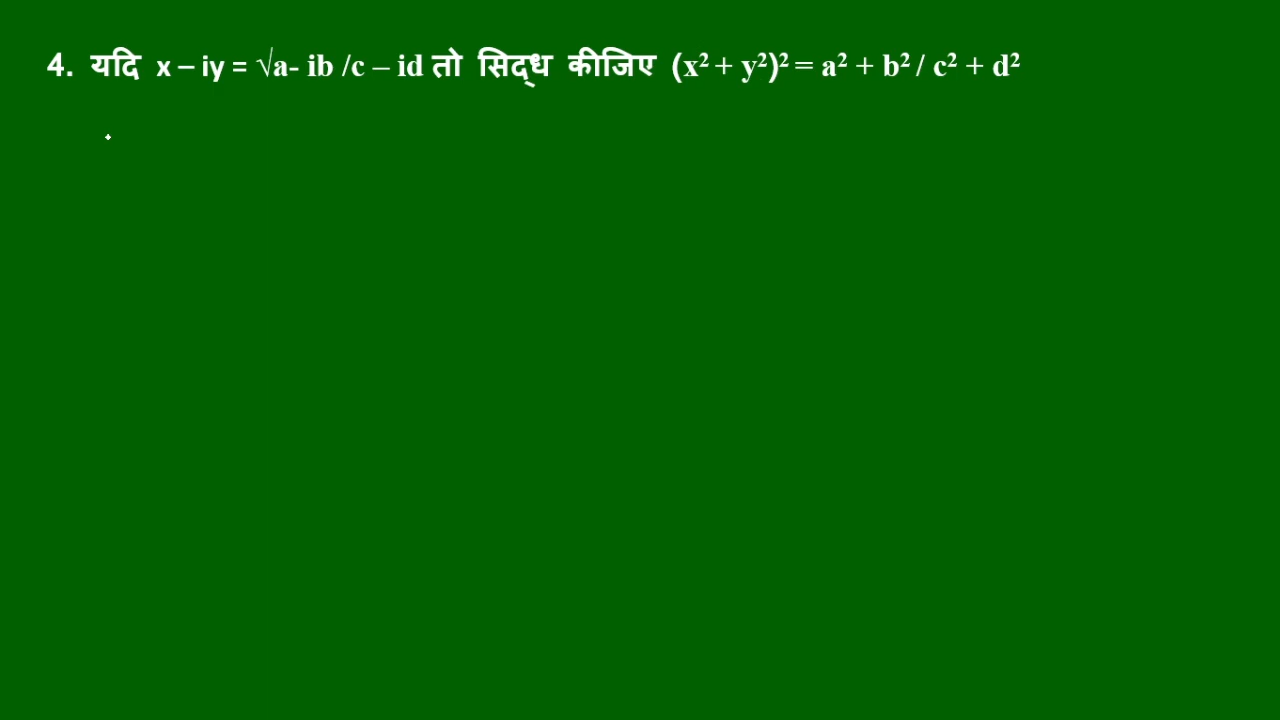 4. यदि x – iy = √a- ib /c – id तो सिद्ध कीजिए (x² + y²)² = a² + b² / c² + d²